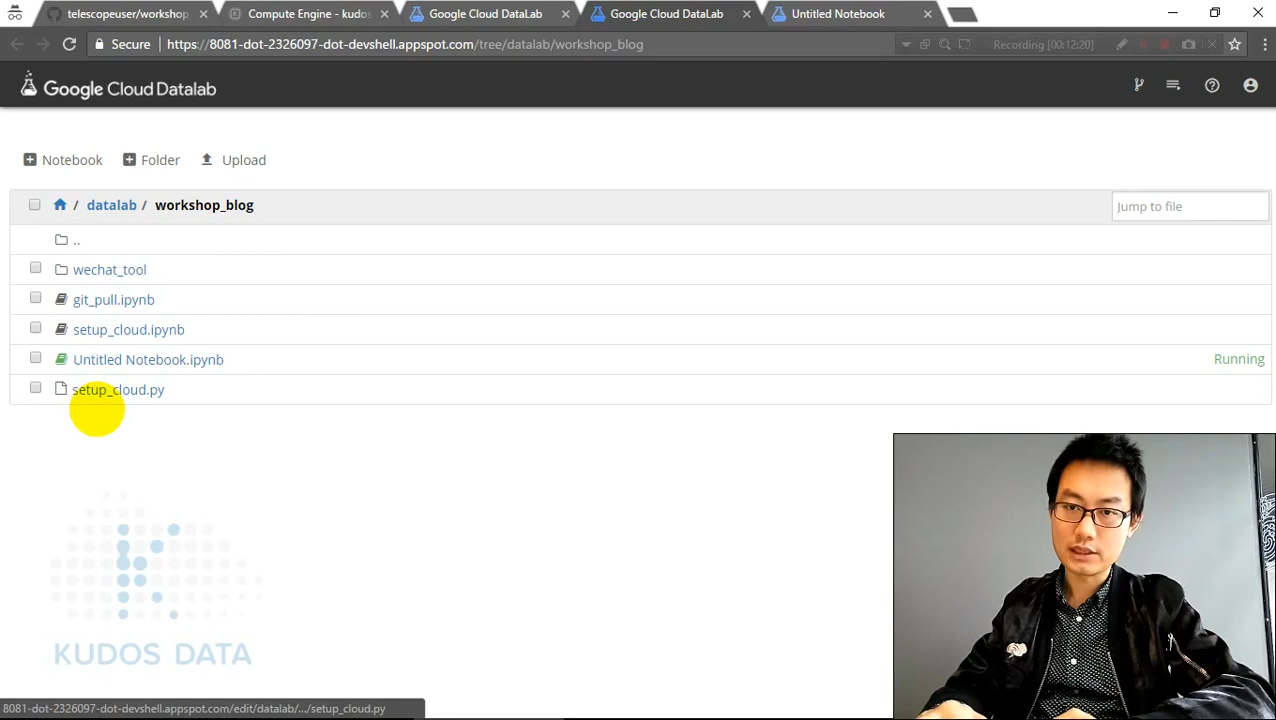 telescopeuser/workshop
Compute Engine - kudos
Google Cloud DataLab
Google Cloud DataLab
Untitled Notebook
Secure
https://8081-dot-2326097-dot-devshell.appspot.com/tree/datalab/workshop_blog
Recording [00:12:20]
Google Cloud Datalab
Notebook
Folder
Upload
/ datalab / workshop_blog
Jump to file
..
wechat_tool
git_pull.ipynb
setup_cloud.ipynb
Untitled Notebook.ipynb
Running
setup_cloud.py
KUDOS DATA
8081-dot-2326097-dot-devshell.appspot.com/edit/datalab/.../setup_cloud.py